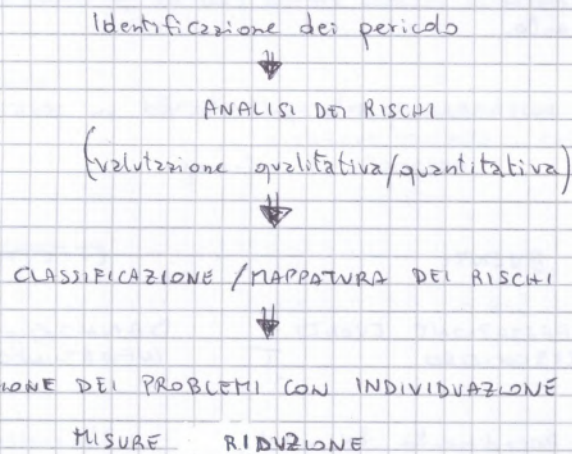 Identificazione dei pericolo
ANALISI DEI RISCHI
(valutazione qualitativa/quantitativa)
CLASSIFICAZIONE / MAPPATURA DEI RISCHI
IONE DEI PROBLEMI CON INDIVIDUAZIONE
MISURE RIDUZIONE